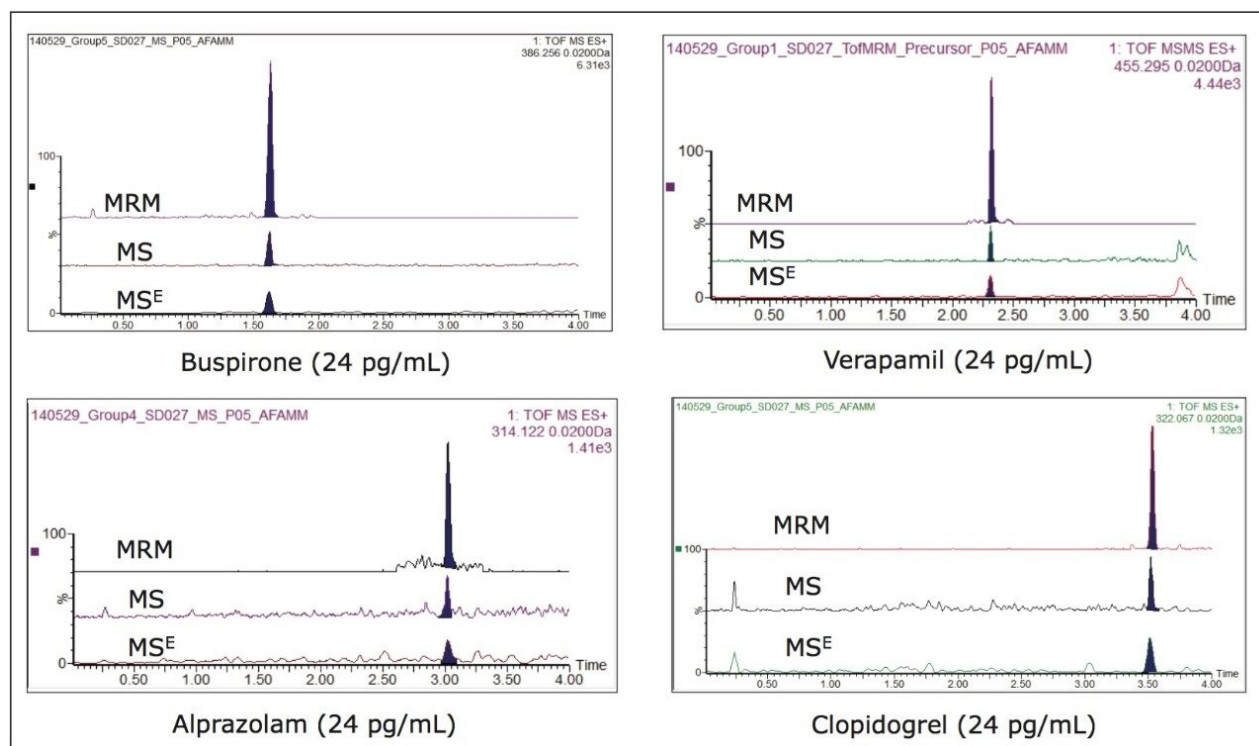 140529_Group5_SD027_MS_P05_AFAMM
1: TOF MS ES+
386.256 0.0200Da
6.31e3
100
%
0
MRM
MS
MSᴱ
0.50 1.00 1.50 2.00 2.50 3.00 3.50 4.00
Time
Buspirone (24 pg/mL)
140529_Group1_SD027_TofMRM_Precursor_P05_AFAMM
1: TOF MSMS ES+
455.295 0.0200Da
4.44e3
100
%
0
MRM
MS
MSᴱ
Time
0.50 1.00 1.50 2.00 2.50 3.00 3.50 4.00
Verapamil (24 pg/mL)
140529_Group4_SD027_MS_P05_AFAMM
1: TOF MS ES+
314.122 0.0200Da
1.41e3
100
%
0
MRM
MS
MSᴱ
Time
0.50 1.00 1.50 2.00 2.50 3.00 3.50 4.00
Alprazolam (24 pg/mL)
140529_Group5_SD027_MS_P05_AFAMM
1: TOF MS ES+
322.067 0.0200Da
1.32e3
100
%
0
MRM
MS
MSᴱ
Time
0.50 1.00 1.50 2.00 2.50 3.00 3.50 4.00
Clopidogrel (24 pg/mL)